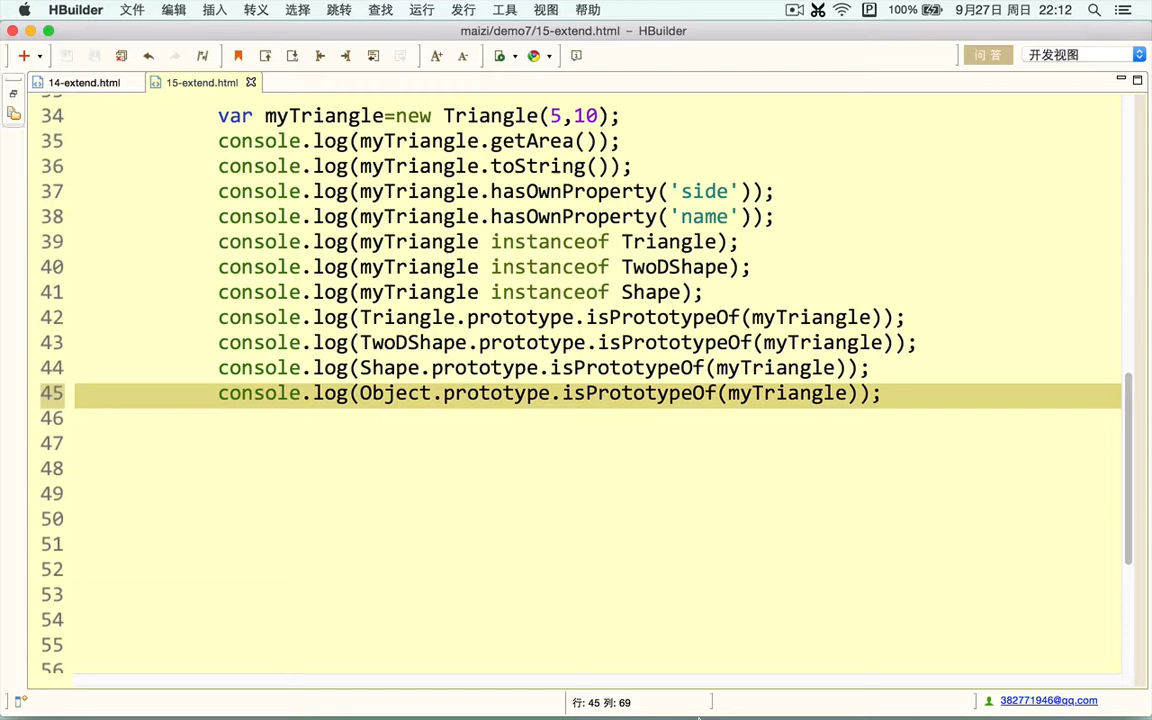 HBuilder 文件 编辑 插入 转义 选择 跳转 查找 运行 发行 工具 视图 帮助 100% 9月27日 周日 22:12
maizi/demo7/15-extend.html – HBuilder
问 答 开发视图
14-extend.html 15-extend.html
34 var myTriangle=new Triangle(5,10);
35 console.log(myTriangle.getArea());
36 console.log(myTriangle.toString());
37 console.log(myTriangle.hasOwnProperty('side'));
38 console.log(myTriangle.hasOwnProperty('name'));
39 console.log(myTriangle instanceof Triangle);
40 console.log(myTriangle instanceof TwoDShape);
41 console.log(myTriangle instanceof Shape);
42 console.log(Triangle.prototype.isPrototypeOf(myTriangle));
43 console.log(TwoDShape.prototype.isPrototypeOf(myTriangle));
44 console.log(Shape.prototype.isPrototypeOf(myTriangle));
45 console.log(Object.prototype.isPrototypeOf(myTriangle));
46
47
48
49
50
51
52
53
54
55
56
行: 45 列: 69 382771946@qq.com